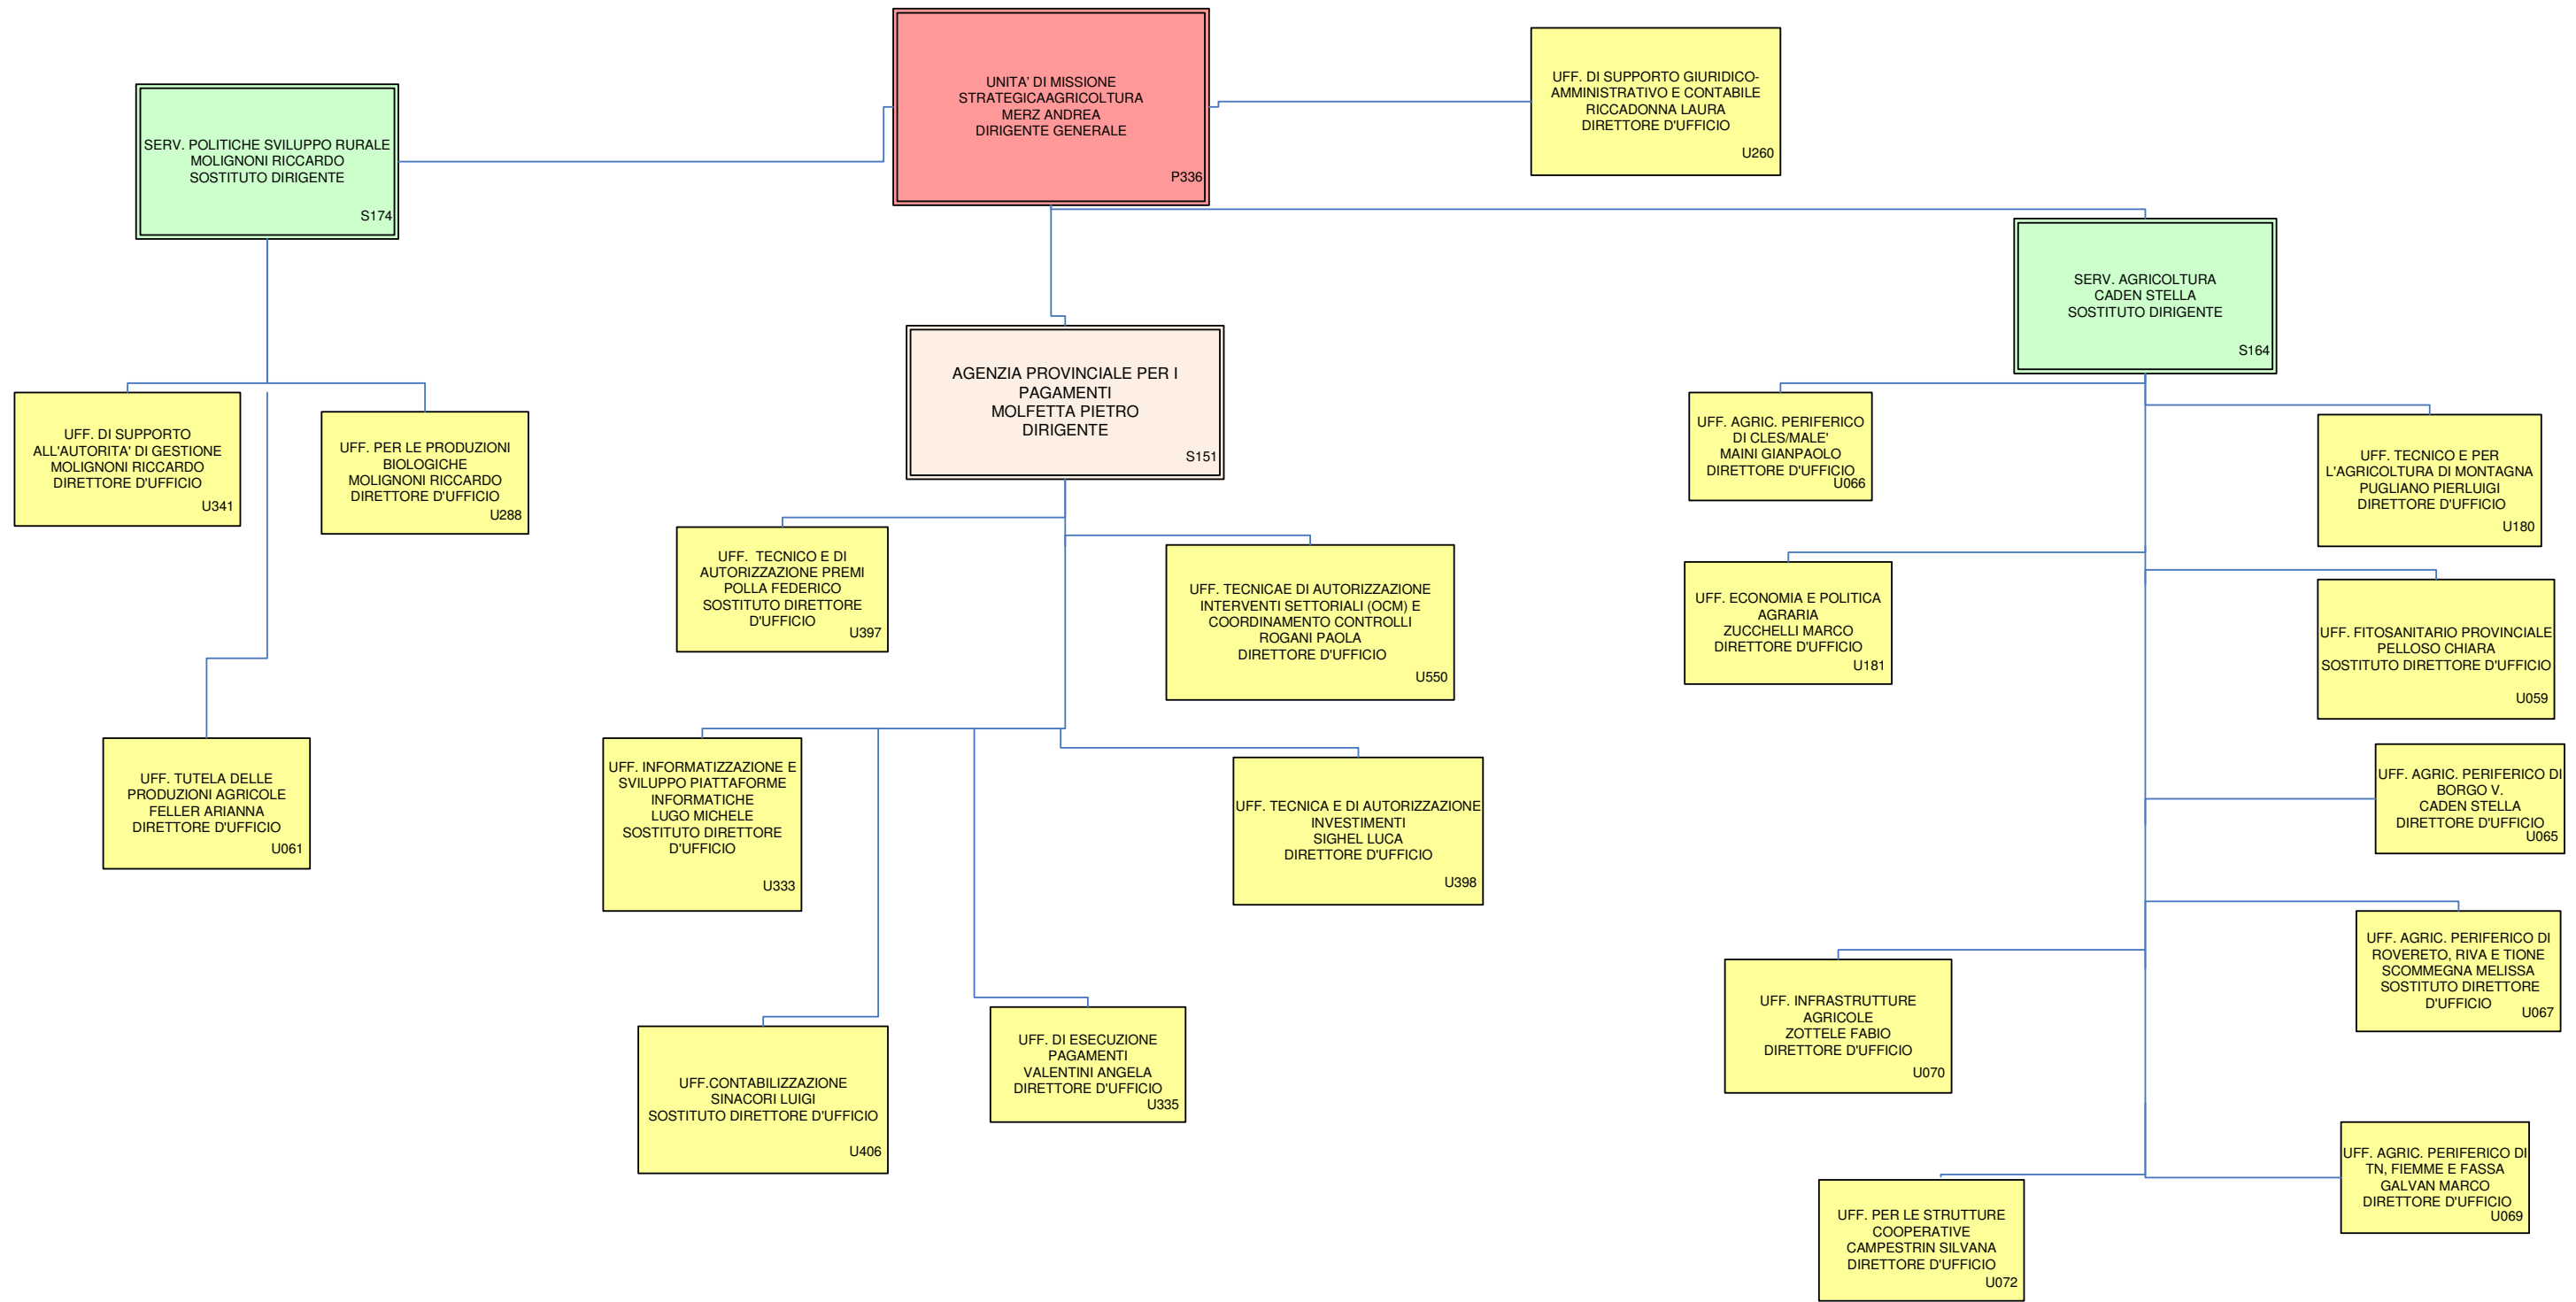 UNITA' DI MISSIONE
STRATEGICAAGRICOLTURA
MERZ ANDREA
DIRIGENTE GENERALE
P336
UFF. DI SUPPORTO GIURIDICO-
AMMINISTRATIVO E CONTABILE
RICCADONNA LAURA
DIRETTORE D'UFFICIO
U260
SERV. POLITICHE SVILUPPO RURALE
MOLIGNONI RICCARDO
SOSTITUTO DIRIGENTE
S174
SERV. AGRICOLTURA
CADEN STELLA
SOSTITUTO DIRIGENTE
S164
AGENZIA PROVINCIALE PER I
PAGAMENTI
MOLFETTA PIETRO
DIRIGENTE
S151
UFF. DI SUPPORTO
ALL'AUTORITA' DI GESTIONE
MOLIGNONI RICCARDO
DIRETTORE D'UFFICIO
U341
UFF. PER LE PRODUZIONI
BIOLOGICHE
MOLIGNONI RICCARDO
DIRETTORE D'UFFICIO
U288
UFF. TUTELA DELLE
PRODUZIONI AGRICOLE
FELLER ARIANNA
DIRETTORE D'UFFICIO
U061
UFF.  TECNICO E DI
AUTORIZZAZIONE PREMI
POLLA FEDERICO
SOSTITUTO DIRETTORE
D'UFFICIO
U397
UFF. TECNICAE DI AUTORIZZAZIONE
INTERVENTI SETTORIALI (OCM) E
COORDINAMENTO CONTROLLI
ROGANI PAOLA
DIRETTORE D'UFFICIO
U550
UFF. INFORMATIZZAZIONE E
SVILUPPO PIATTAFORME
INFORMATICHE
LUGO MICHELE
SOSTITUTO DIRETTORE
D'UFFICIO
U333
UFF. TECNICA E DI AUTORIZZAZIONE
INVESTIMENTI
SIGHEL LUCA
DIRETTORE D'UFFICIO
U398
UFF.CONTABILIZZAZIONE
SINACORI LUIGI
SOSTITUTO DIRETTORE D'UFFICIO
U406
UFF. DI ESECUZIONE
PAGAMENTI
VALENTINI ANGELA
DIRETTORE D'UFFICIO
U335
UFF. AGRIC. PERIFERICO
DI CLES/MALE'
MAINI GIANPAOLO
DIRETTORE D'UFFICIO
U066
UFF. TECNICO E PER
L'AGRICOLTURA DI MONTAGNA
PUGLIANO PIERLUIGI
DIRETTORE D'UFFICIO
U180
UFF. ECONOMIA E POLITICA
AGRARIA
ZUCCHELLI MARCO
DIRETTORE D'UFFICIO
U181
UFF. FITOSANITARIO PROVINCIALE
PELLOSO CHIARA
SOSTITUTO DIRETTORE D'UFFICIO
U059
UFF. AGRIC. PERIFERICO DI
BORGO V.
CADEN STELLA
DIRETTORE D'UFFICIO
U065
UFF. AGRIC. PERIFERICO DI
ROVERETO, RIVA E TIONE
SCOMMEGNA MELISSA
SOSTITUTO DIRETTORE
D'UFFICIO
U067
UFF. INFRASTRUTTURE
AGRICOLE
ZOTTELE FABIO
DIRETTORE D'UFFICIO
U070
UFF. AGRIC. PERIFERICO DI
TN, FIEMME E FASSA
GALVAN MARCO
DIRETTORE D'UFFICIO
U069
UFF. PER LE STRUTTURE
COOPERATIVE
CAMPESTRIN SILVANA
DIRETTORE D'UFFICIO
U072